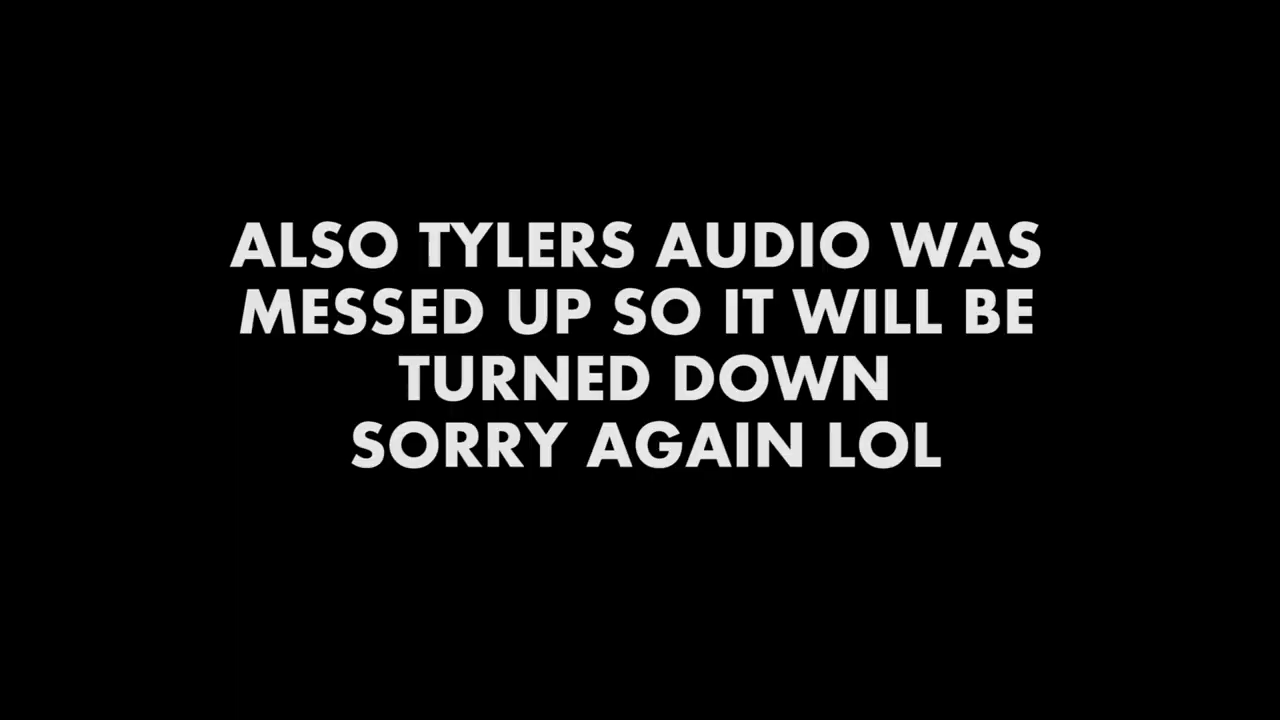 ALSO TYLERS AUDIO WAS
MESSED UP SO IT WILL BE
TURNED DOWN
SORRY AGAIN LOL